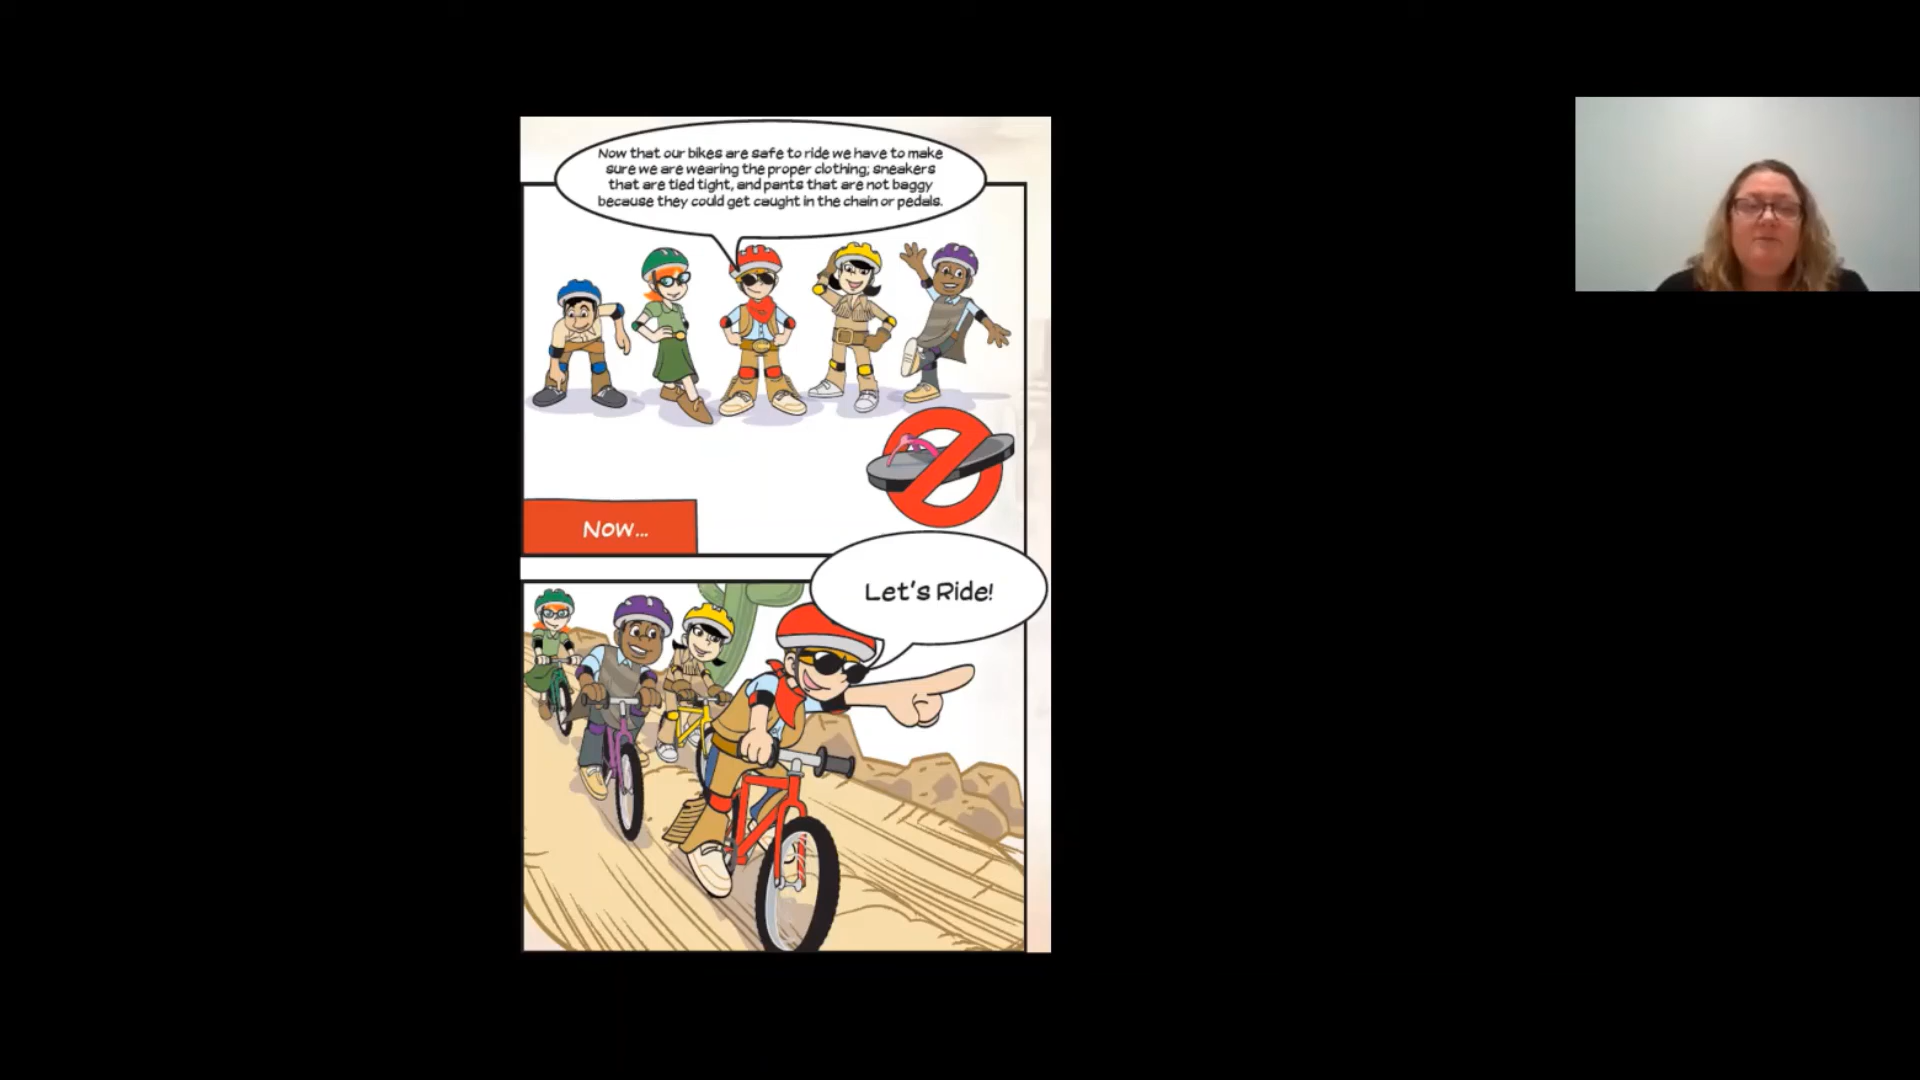 Now that our bikes are safe to ride we have to make
sure we are wearing the proper clothing; sneakers
that are tied tight, and pants that are not baggy
because they could get caught in the chain or pedals.
Now...
Let's Ride!